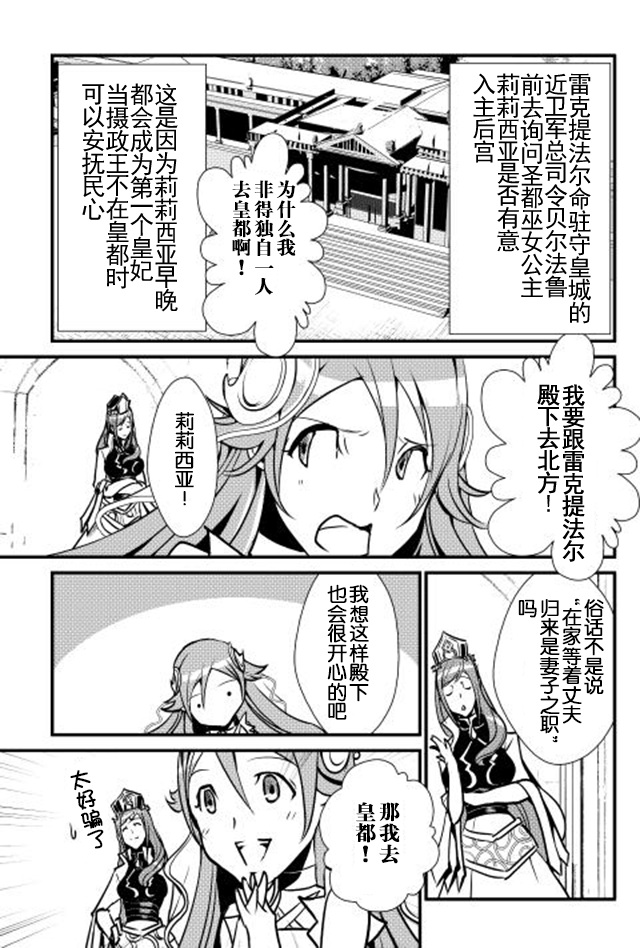 雷克提法尔命驻守皇城的
近卫军总司令贝尔法鲁
前去询问圣都巫女公主
莉莉西亚是否有意
入主后宫
这是因为莉莉西亚早晚
都会成为第一个皇妃
当摄政王不在皇都时
可以安抚民心
为什么我
非得独自一人
去皇都啊！
我要跟雷克提法尔
殿下去北方！
莉莉西亚！
俗话不是说
“在家等着丈夫
归来是妻子之职”
吗
我想这样殿下
也会很开心的吧
那我去
皇都！
太好骗了